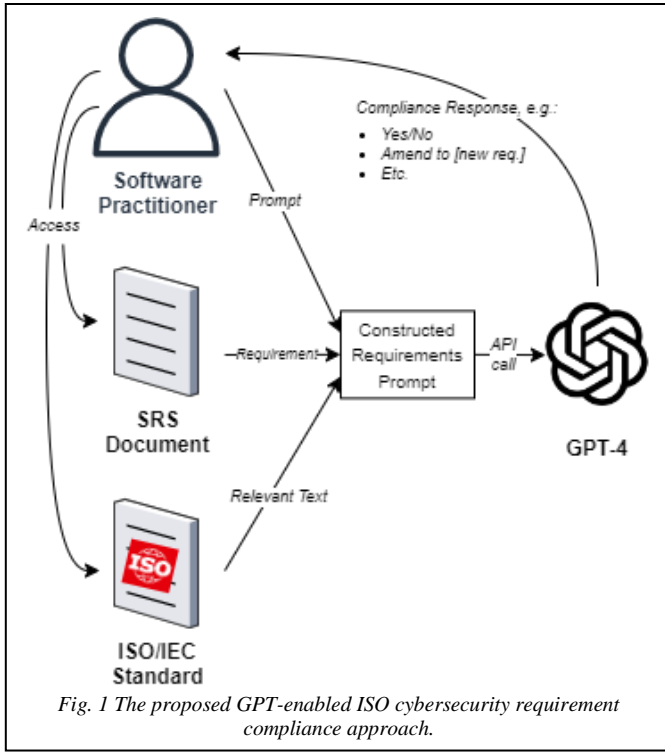 Compliance Response, e.g.:
• Yes/No
• Amend to [new req.]
• Etc.
Software
Practitioner
Access
Prompt
SRS
Document
Requirement
Constructed
Requirements
Prompt
API
call
GPT-4
Relevant Text
ISO
ISO/IEC
Standard
Fig. 1 The proposed GPT-enabled ISO cybersecurity requirement
compliance approach.